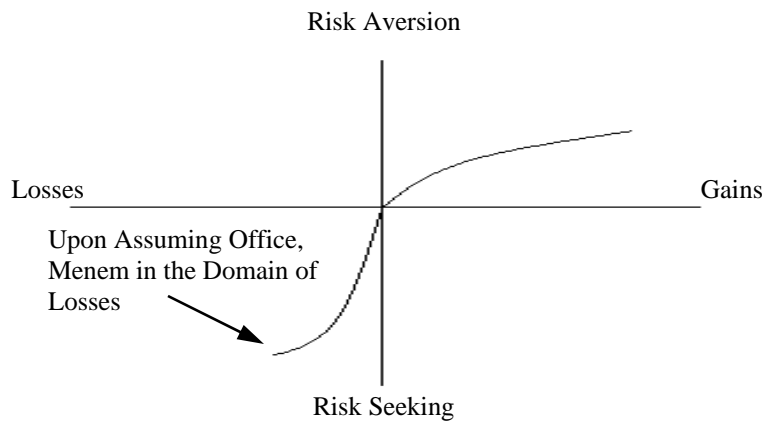 Risk Aversion
Losses
Gains
Upon Assuming Office,
Menem in the Domain of
Losses
Risk Seeking